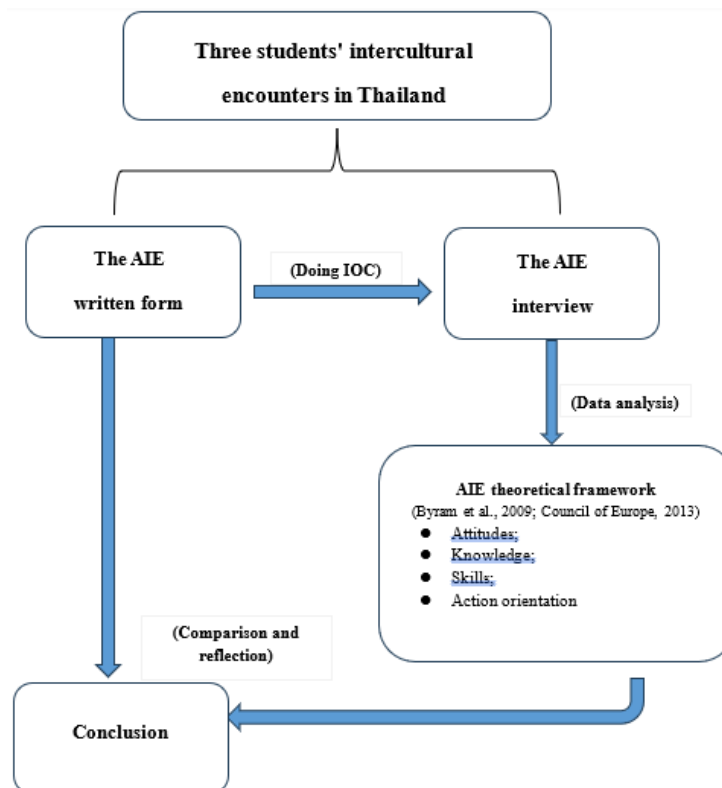 Three students' intercultural
encounters in Thailand
The AIE
written form
(Doing IOC)
The AIE
interview
(Data analysis)
AIE theoretical framework
(Byram et al., 2009; Council of Europe, 2013)
● Attitudes;
● Knowledge;
● Skills;
● Action orientation
(Comparison and
reflection)
Conclusion